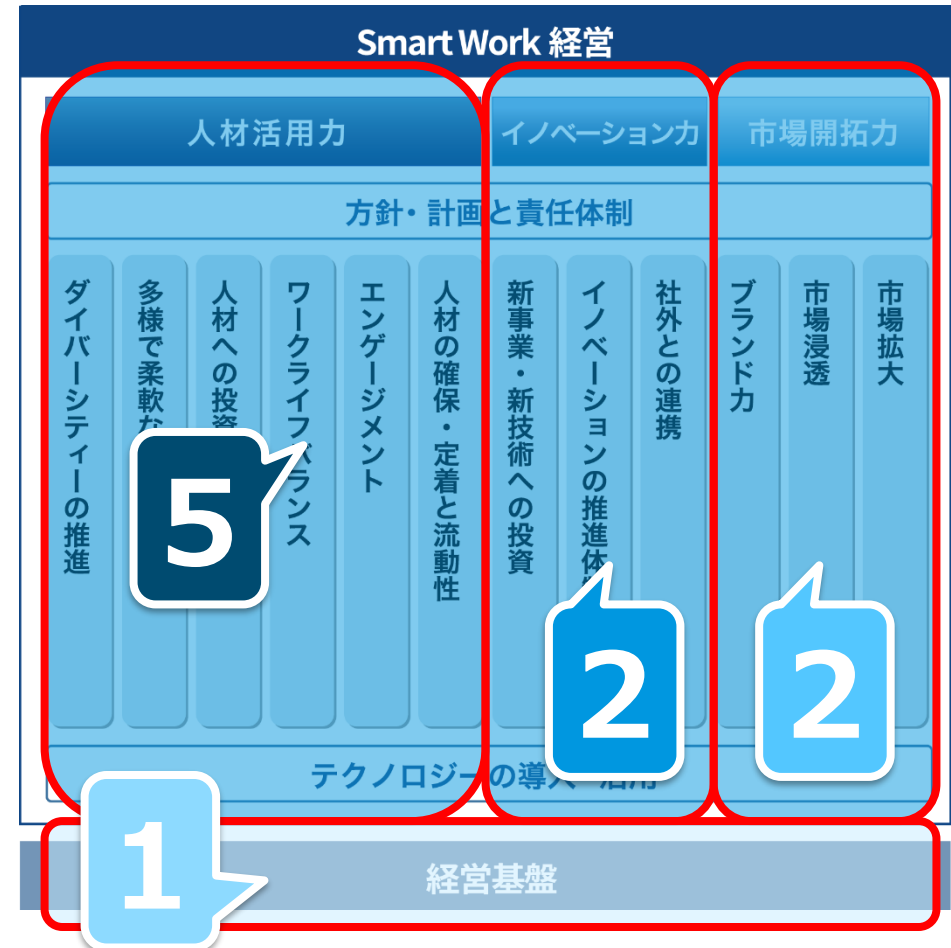 Smart Work 経営
人材活用力
イノベーション力
市場開拓力
方針・計画と責任体制
ダイバーシティーの推進
多様で柔軟な
人材への投資
ワークライフバランス
エンゲージメント
人材の確保・定着と流動性
新事業・新技術への投資
イノベーションの推進体
社外との連携
ブランド力
市場浸透
市場拡大
5
2
2
テクノロジーの導入・活用
1
経営基盤